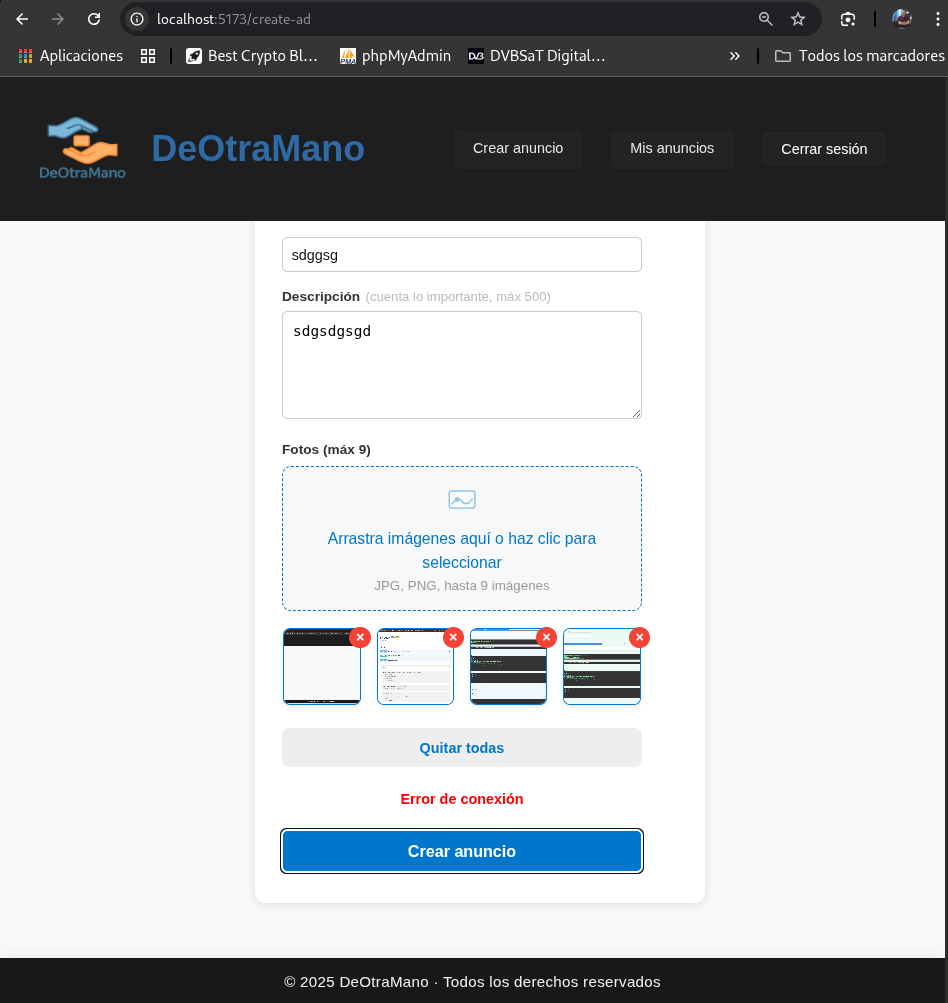 localhost:5173/create-ad
Aplicaciones
Best Crypto Bl...
phpMyAdmin
DVBSaT Digital...
»
Todos los marcadores
DeOtraMano
DeOtraMano
Crear anuncio
Mis anuncios
Cerrar sesión
sdggsg
Descripción (cuenta lo importante, máx 500)
sdgsdgsgd
Fotos (máx 9)
Arrastra imágenes aquí o haz clic para
seleccionar
JPG, PNG, hasta 9 imágenes
Quitar todas
Error de conexión
Crear anuncio
© 2025 DeOtraMano · Todos los derechos reservados